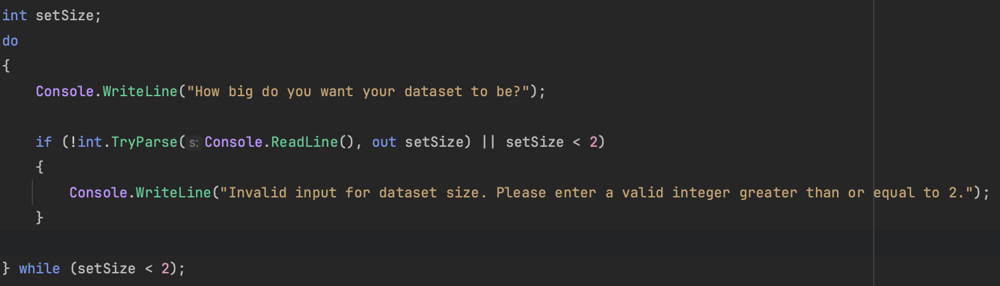 int setSize;
do
{
    Console.WriteLine("How big do you want your dataset to be?");
    if (!int.TryParse(s:Console.ReadLine(), out setSize) || setSize < 2)
    {
        Console.WriteLine("Invalid input for dataset size. Please enter a valid integer greater than or equal to 2.");
    }
} while (setSize < 2);